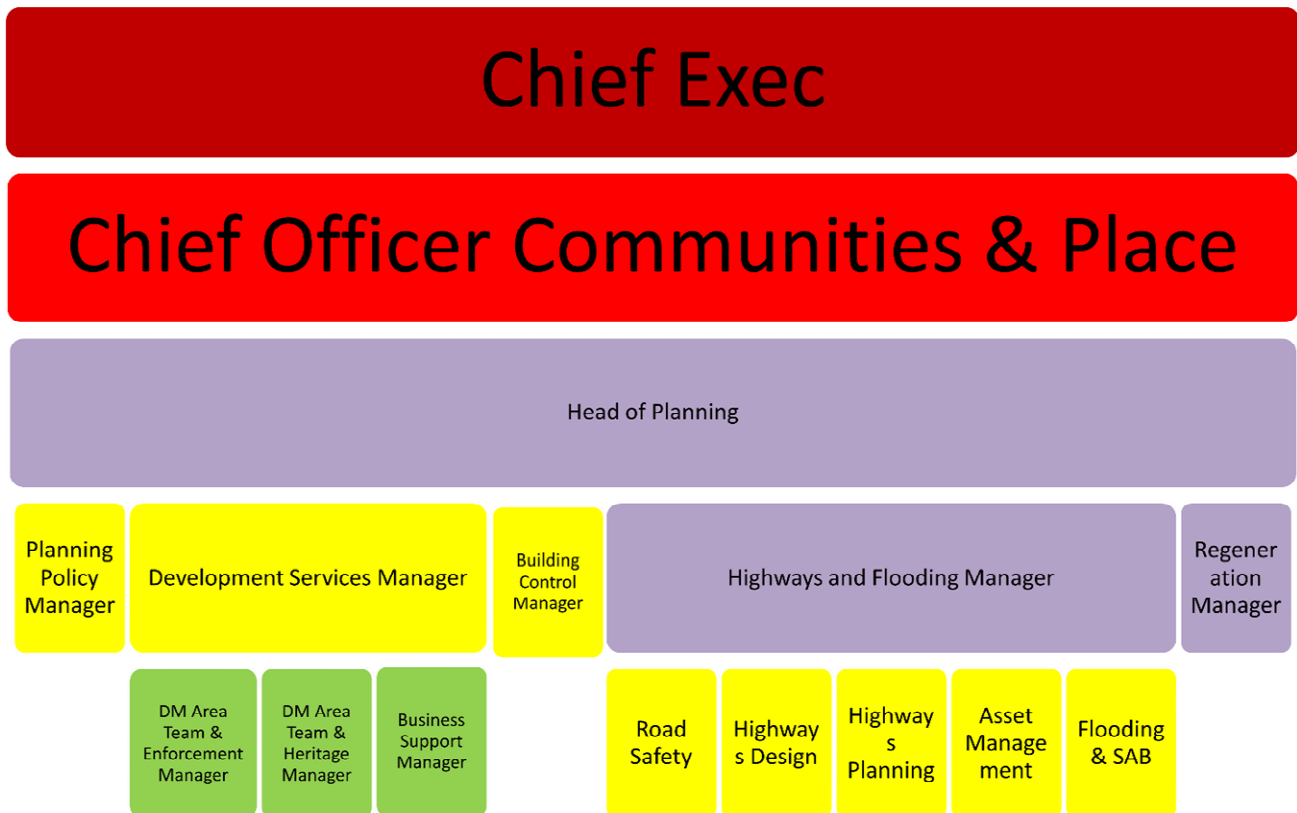 Chief Exec
Chief Officer Communities & Place
Head of Planning
Planning
Policy
Manager
Development Services Manager
Building
Control
Manager
Highways and Flooding Manager
Regener
ation
Manager
DM Area
Team &
Enforcement
Manager
DM Area
Team &
Heritage
Manager
Business
Support
Manager
Road
Safety
Highway
s Design
Highway
s
Planning
Asset
Manage
ment
Flooding
& SAB